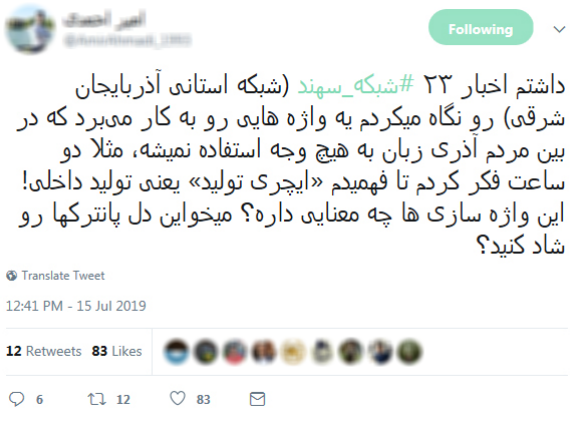 امیر احمدی
Following
داشتم اخبار ۲۳ #شبکه_سهند (شبکه استانی آذربایجان
شرقی) رو نگاه میکردم یه واژه هایی رو به کار می‌برد که در
بین مردم آذری زبان به هیچ وجه استفاده نمیشه، مثلا دو
ساعت فکر کردم تا فهمیدم «ایچری تولید» یعنی تولید داخلی!
این واژه سازی ها چه معنایی داره؟ میخواین دل پانترکها رو
شاد کنید؟
Translate Tweet
12:41 PM - 15 Jul 2019
12 Retweets 83 Likes
6 12 83